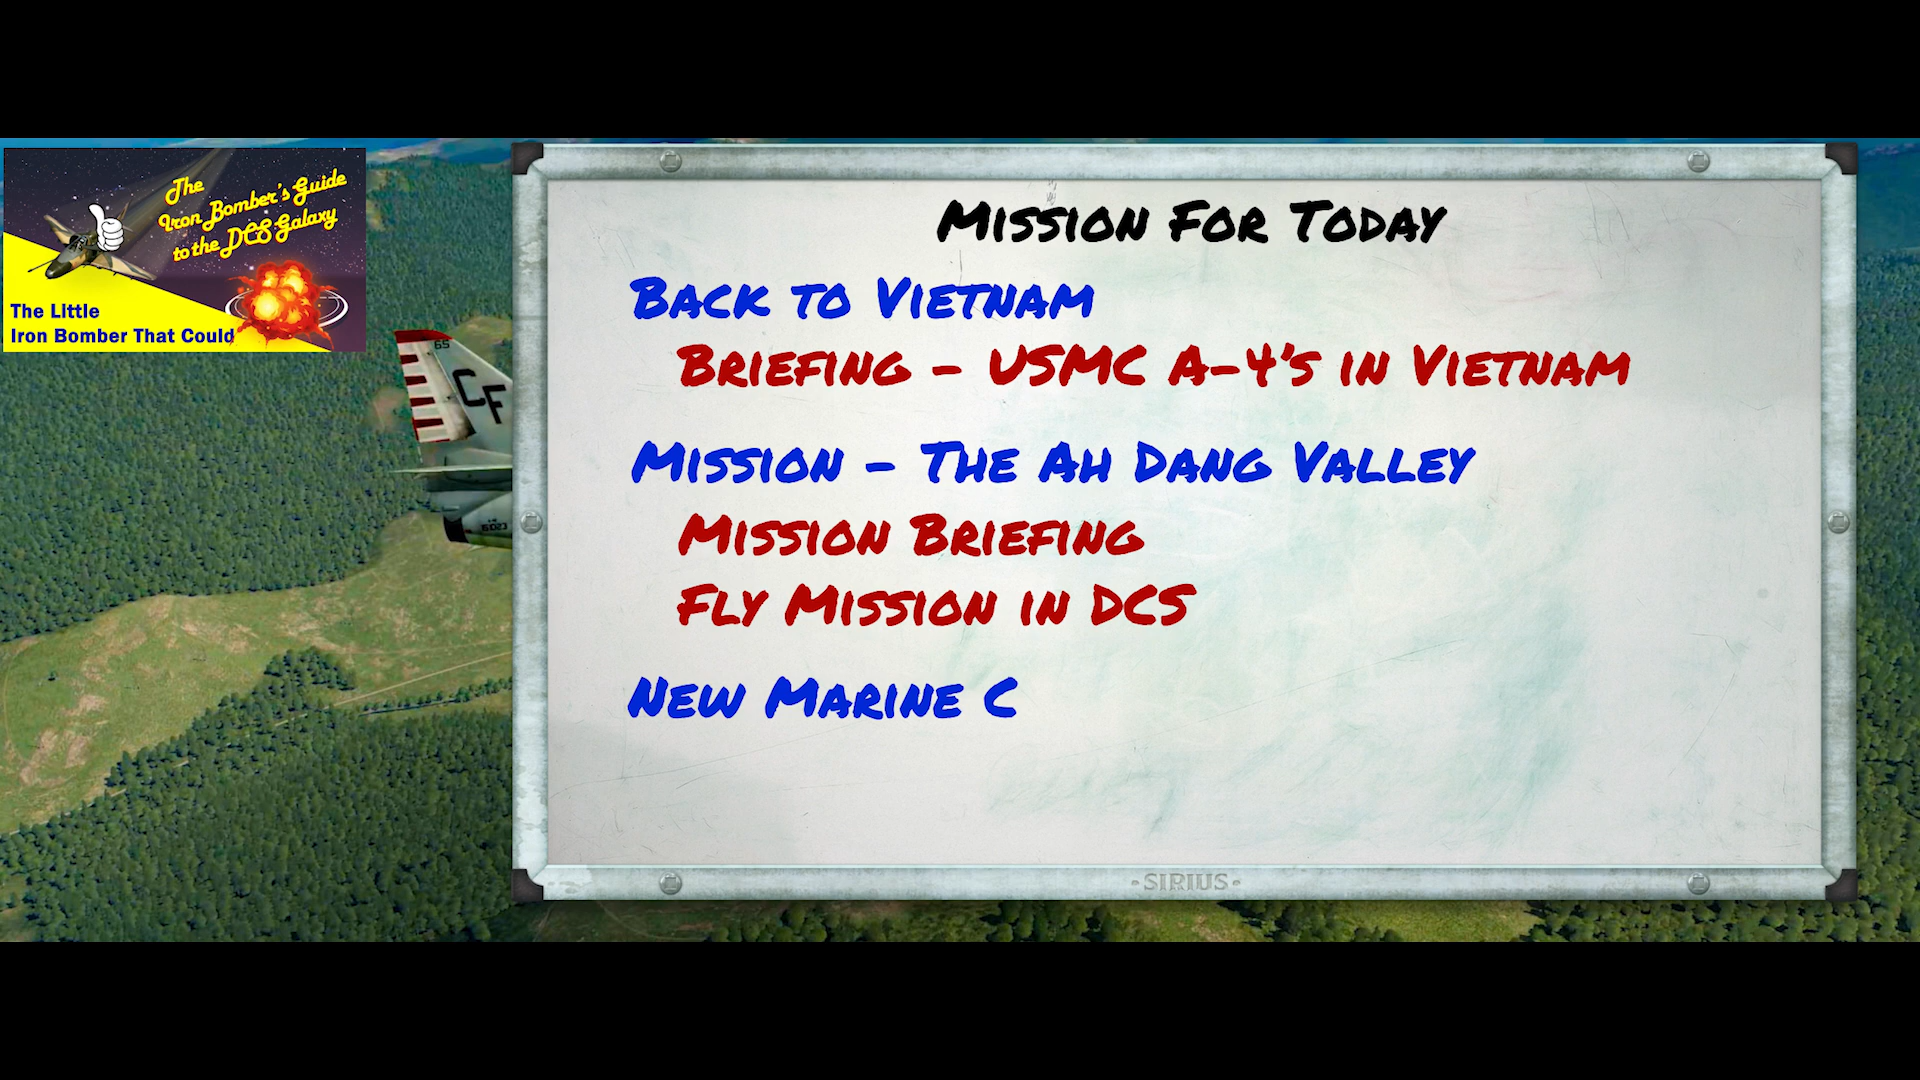 The
Iron Bomber's Guide
to the DCS Galaxy
The Little
Iron Bomber That Could
65
CF
Mission For Today
Back to Vietnam
Briefing - USMC A-4's in Vietnam
Mission - The Ah Dang Valley
Mission Briefing
Fly Mission in DCS
New Marine C
·SIRIUS·